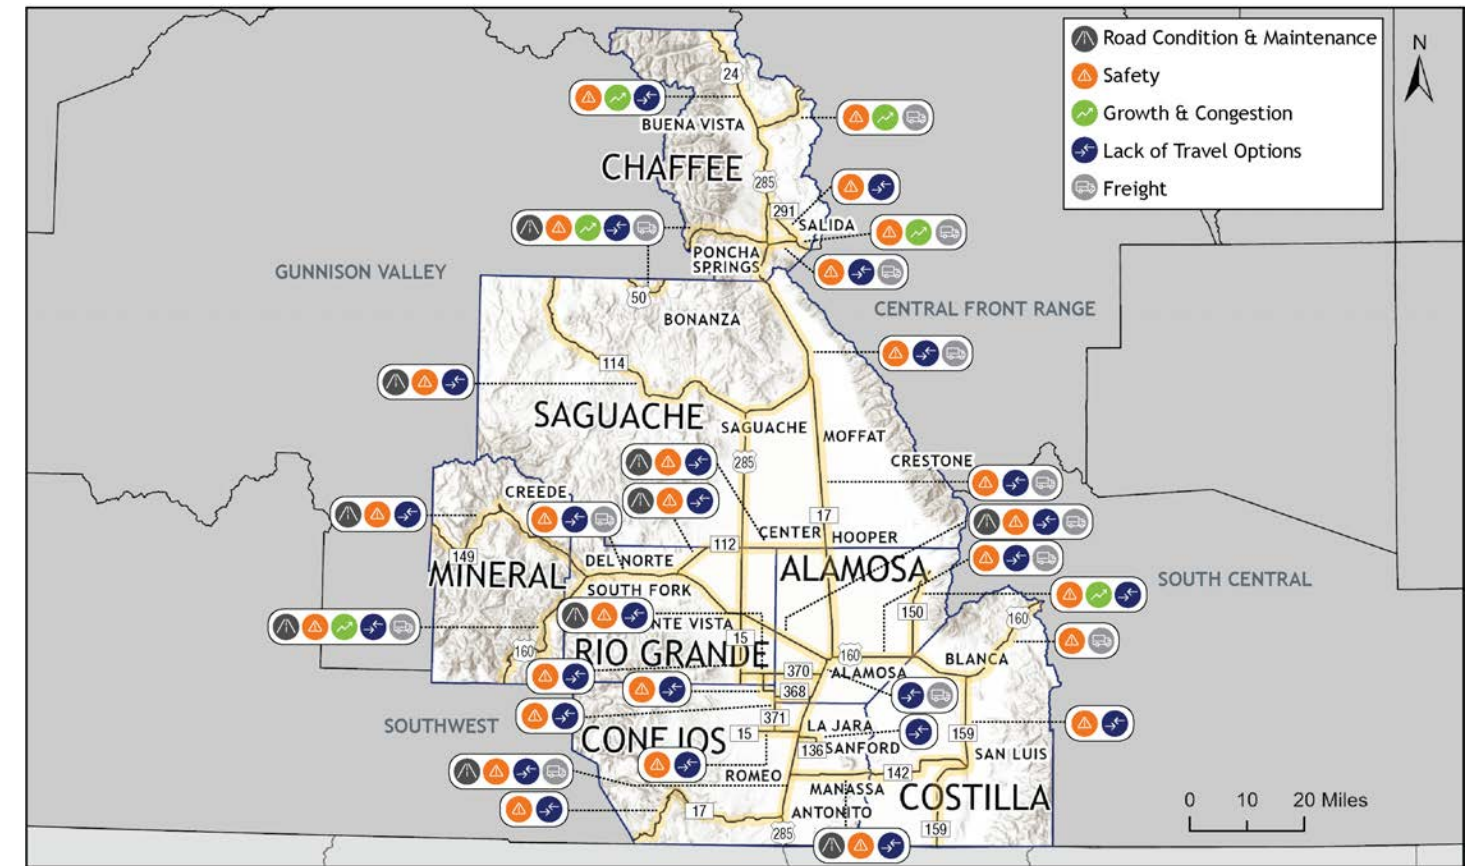 Road Condition & Maintenance
Safety
Growth & Congestion
Lack of Travel Options
Freight
N
24
BUENA VISTA
CHAFFEE
285
291
SALIDA
PONCHA
SPRINGS
GUNNISON VALLEY
50
CENTRAL FRONT RANGE
BONANZA
114
SAGUACHE
SAGUACHE
MOFFAT
285
CRESTONE
CREEDE
17
CENTER
HOOPER
112
149
DEL NORTE
MINERAL
ALAMOSA
SOUTH CENTRAL
SOUTH FORK
150
160
NTE VISTA
15
160
RIO GRANDE
160
BLANCA
370
ALAMOSA
368
SOUTHWEST
371
LA JARA
CONEJOS
15
136
SANFORD
159
SAN LUIS
ROMEO
142
MANASSA
COSTILLA
17
ANTONITO
285
159
0 10 20 Miles